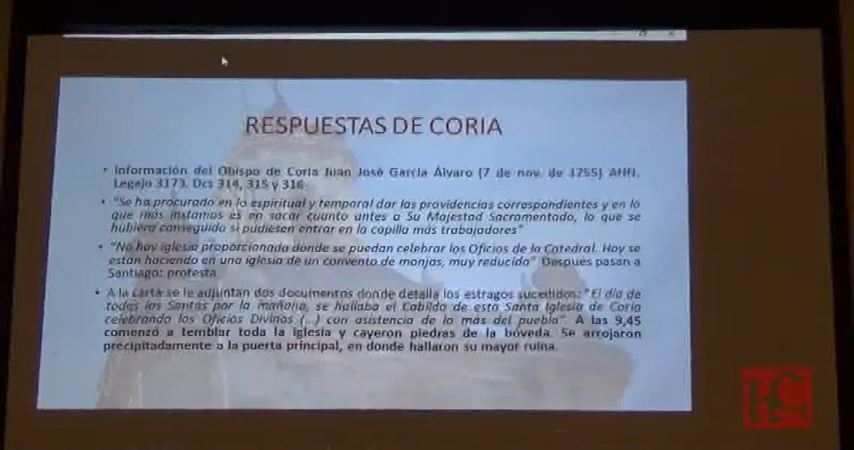 RESPUESTAS DE CORIA
• Información del Obispo de Coria Juan José García Álvaro (7 de nov. de 1755) AHN.
Legajo 3173. Dcs 314, 315 y 316.
• "Se ha procurado en lo espiritual y temporal dar las providencias correspondientes y en lo
que más instamos es en sacar cuanto antes a Su Majestad Sacramentado, lo que se
hubiera conseguido si pudiesen entrar en la capilla más trabajadores"
• "No hay iglesia proporcionada donde se puedan celebrar los Oficios de la Catedral. Hoy se
están haciendo en una iglesia de un convento de monjas, muy reducida". Después pasan a
Santiago: protesta
• A la carta se le adjuntan dos documentos donde detalla los estragos sucedidos: "El día de
todos los Santos por la mañana, se hallaba el Cabildo de esta Santa Iglesia de Coria
celebrando los Oficios Divinos (...) con asistencia de lo más del pueblo". A las 9,45
comenzó a temblar toda la iglesia y cayeron piedras de la bóveda. Se arrojaron
precipitadamente a la puerta principal, en donde hallaron su mayor ruina.
HC